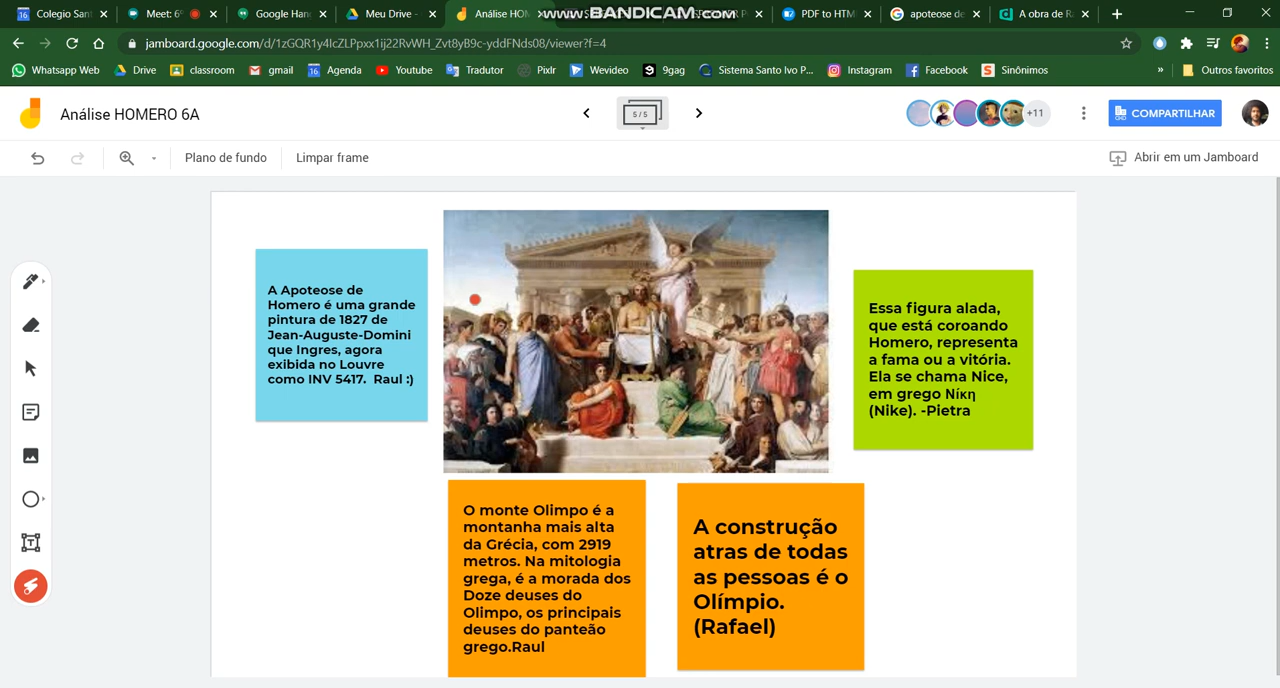 Colegio Sant
Meet: 6º
Google Han
Meu Drive -
Análise HOM
www.BANDICAM.com
PDF to HTM
apoteose de
A obra de R
jamboard.google.com/d/1zGQR1y4IcZLPpxx1ij22RvWH_Zvt8yB9c-yddFNds08/viewer?f=4
Whatsapp Web
Drive
classroom
gmail
Agenda
Youtube
Tradutor
Pixlr
Wevideo
9gag
Sistema Santo Ivo P...
Instagram
Facebook
Sinônimos
»
Outros favoritos
Análise HOMERO 6A
5 / 5
+11
COMPARTILHAR
Plano de fundo
Limpar frame
Abrir em um Jamboard
A Apoteose de
Homero é uma grande
pintura de 1827 de
Jean-Auguste-Domini
que Ingres, agora
exibida no Louvre
como INV 5417. Raul :)
Essa figura alada,
que está coroando
Homero, representa
a fama ou a vitória.
Ela se chama Nice,
em grego Νίκη
(Nike). -Pietra
O monte Olimpo é a
montanha mais alta
da Grécia, com 2919
metros. Na mitologia
grega, é a morada dos
Doze deuses do
Olimpo, os principais
deuses do panteão
grego.Raul
A construção
atras de todas
as pessoas é o
Olímpio.
(Rafael)